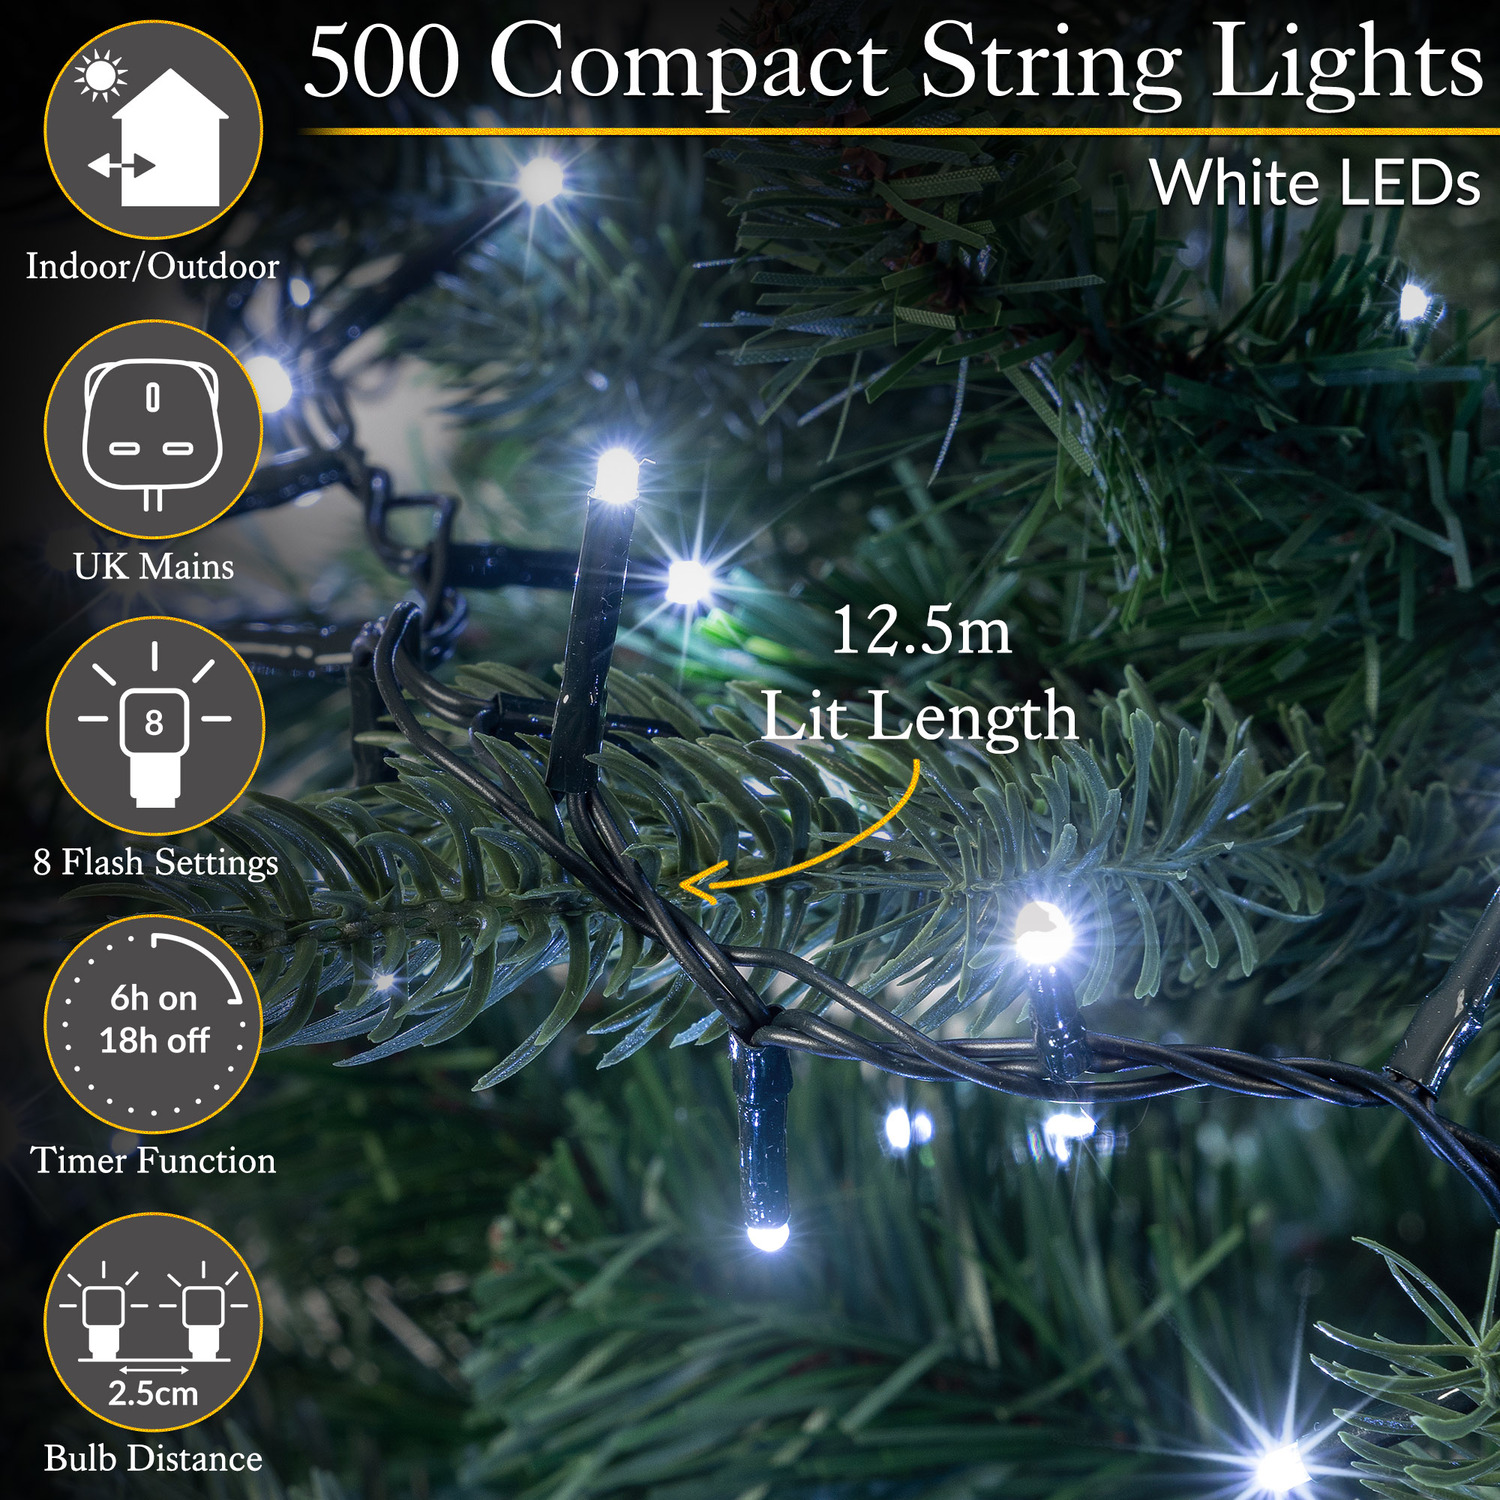 500 Compact String Lights
White LEDs
Indoor/Outdoor
UK Mains
8
8 Flash Settings
12.5m
Lit Length
6h on
18h off
Timer Function
2.5cm
Bulb Distance